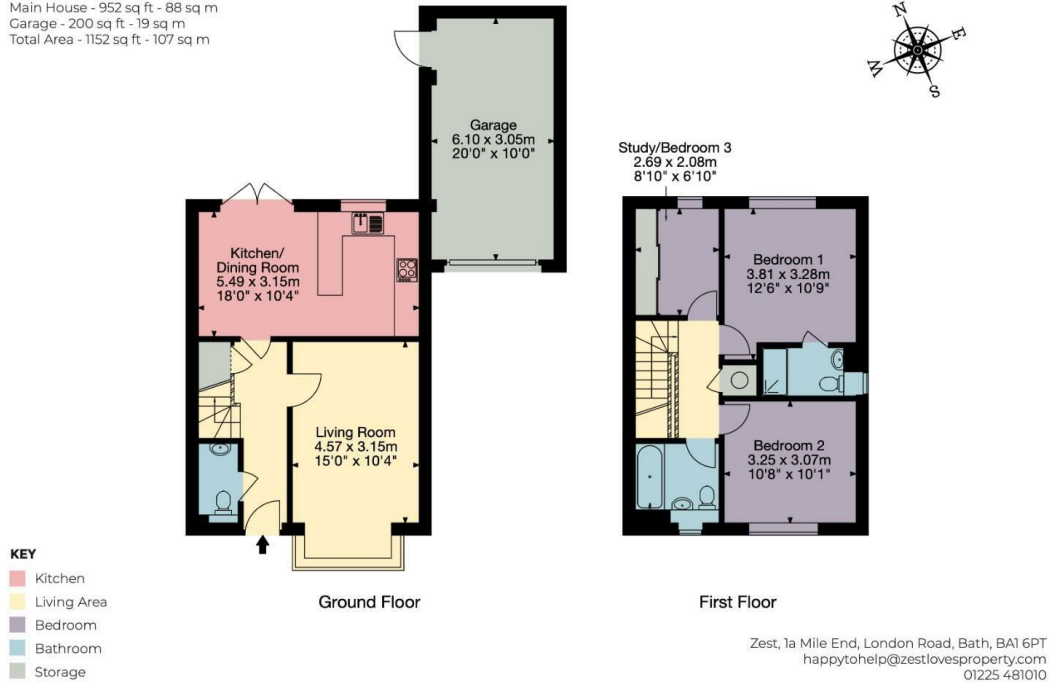 Main House - 952 sq ft - 88 sq m
Garage - 200 sq ft - 19 sq m
Total Area - 1152 sq ft - 107 sq m
N
E
W
S
Garage
6.10 x 3.05m
20'0" x 10'0"
Study/Bedroom 3
2.69 x 2.08m
8'10" x 6'10"
Kitchen/
Dining Room
5.49 x 3.15m
18'0" x 10'4"
Bedroom 1
3.81 x 3.28m
12'6" x 10'9"
Living Room
4.57 x 3.15m
15'0" x 10'4"
Bedroom 2
3.25 x 3.07m
10'8" x 10'1"
KEY
Kitchen
Living Area
Bedroom
Bathroom
Storage
Ground Floor
First Floor
Zest, 1a Mile End, London Road, Bath, BA1 6PT
happytohelp@zestlovesproperty.com
01225 481010